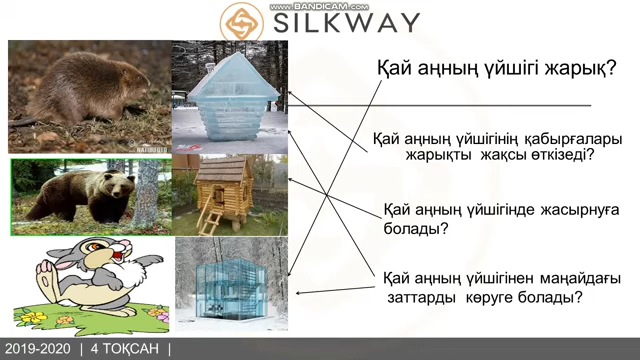 www.BANDICAM.com
SILKWAY
Қай аңның үйшігі жарық?
Қай аңның үйшігінің қабырғалары
жарықты жақсы өткізеді?
Қай аңның үйшігінде жасырнуға
болады?
Қай аңның үйшігінен маңайдағы
заттарды көруге болады?
2019-2020 | 4 ТОҚСАН |